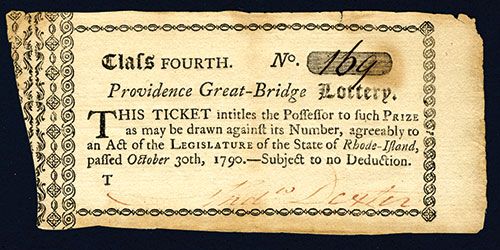 Claſs FOURTH. No. 169
Providence Great-Bridge Lottery.
THIS TICKET intitles the Poſſeſſor to ſuch PRIZE
as may be drawn againſt its Number, agreeably to
an Act of the LEGISLATURE of the State of Rhode-Iſland,
paſſed October 30th, 1790.—Subject to no Deduction.
T
Dexter